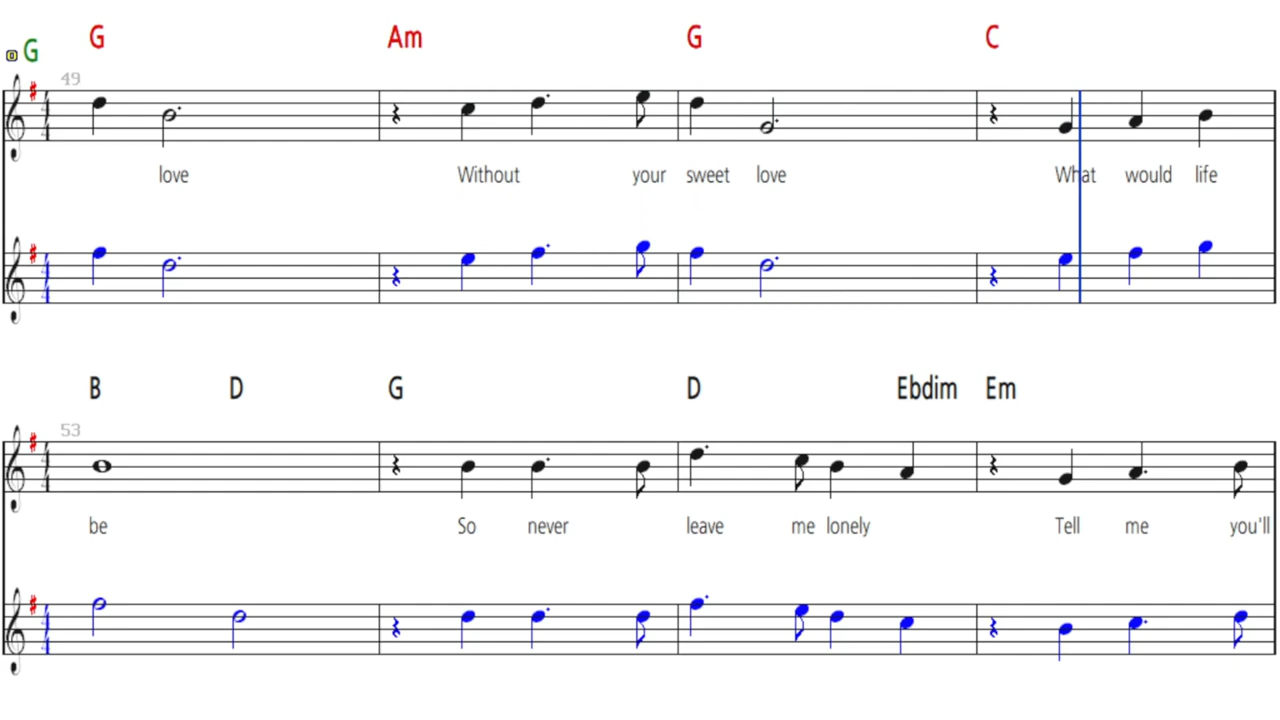 G G Am G C
49
love Without your sweet love What would life
B D G D Ebdim Em
53
be So never leave me lonely Tell me you'll